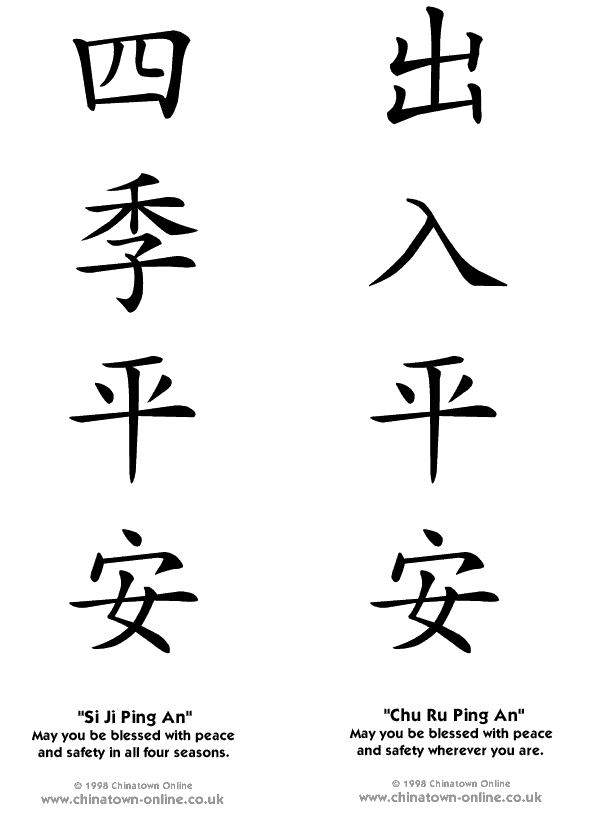 四季平安
"Si Ji Ping An"
May you be blessed with peace
and safety in all four seasons.
© 1998 Chinatown Online
www.chinatown-online.co.uk
出入平安
"Chu Ru Ping An"
May you be blessed with peace
and safety wherever you are.
© 1998 Chinatown Online
www.chinatown-online.co.uk